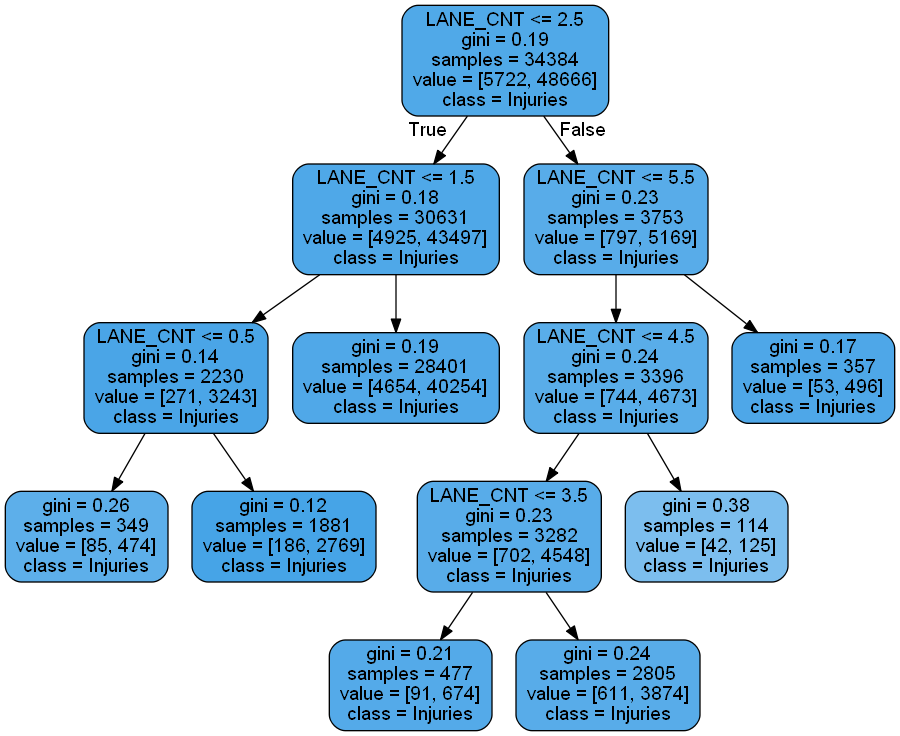 LANE_CNT <= 2.5
gini = 0.19
samples = 34384
value = [5722, 48666]
class = Injuries
True
False
LANE_CNT <= 1.5
gini = 0.18
samples = 30631
value = [4925, 43497]
class = Injuries
LANE_CNT <= 5.5
gini = 0.23
samples = 3753
value = [797, 5169]
class = Injuries
LANE_CNT <= 0.5
gini = 0.14
samples = 2230
value = [271, 3243]
class = Injuries
gini = 0.19
samples = 28401
value = [4654, 40254]
class = Injuries
LANE_CNT <= 4.5
gini = 0.24
samples = 3396
value = [744, 4673]
class = Injuries
gini = 0.17
samples = 357
value = [53, 496]
class = Injuries
gini = 0.26
samples = 349
value = [85, 474]
class = Injuries
gini = 0.12
samples = 1881
value = [186, 2769]
class = Injuries
LANE_CNT <= 3.5
gini = 0.23
samples = 3282
value = [702, 4548]
class = Injuries
gini = 0.38
samples = 114
value = [42, 125]
class = Injuries
gini = 0.21
samples = 477
value = [91, 674]
class = Injuries
gini = 0.24
samples = 2805
value = [611, 3874]
class = Injuries